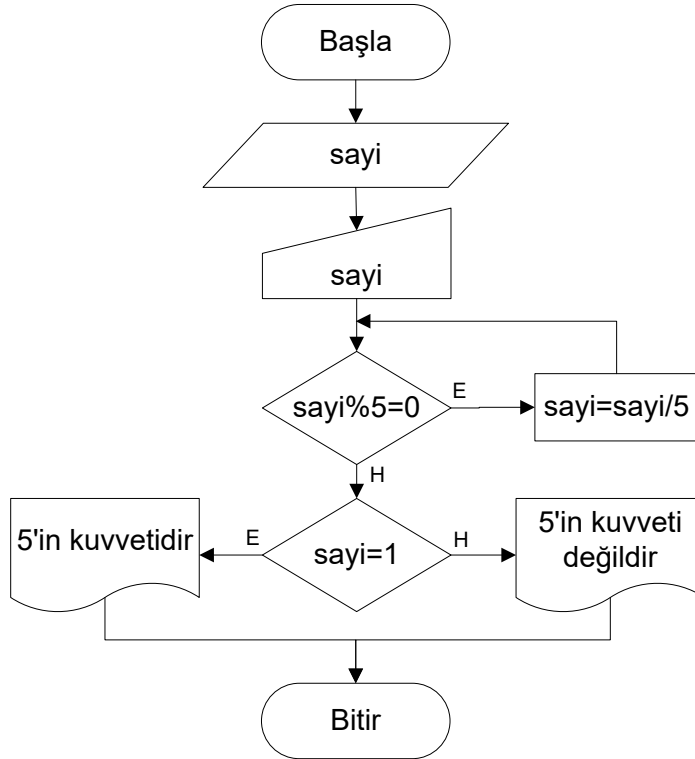 Başla
sayi
sayi
sayi%5=0
E
sayi=sayi/5
H
5'in kuvvetidir
E
sayi=1
H
5'in kuvveti
değildir
Bitir